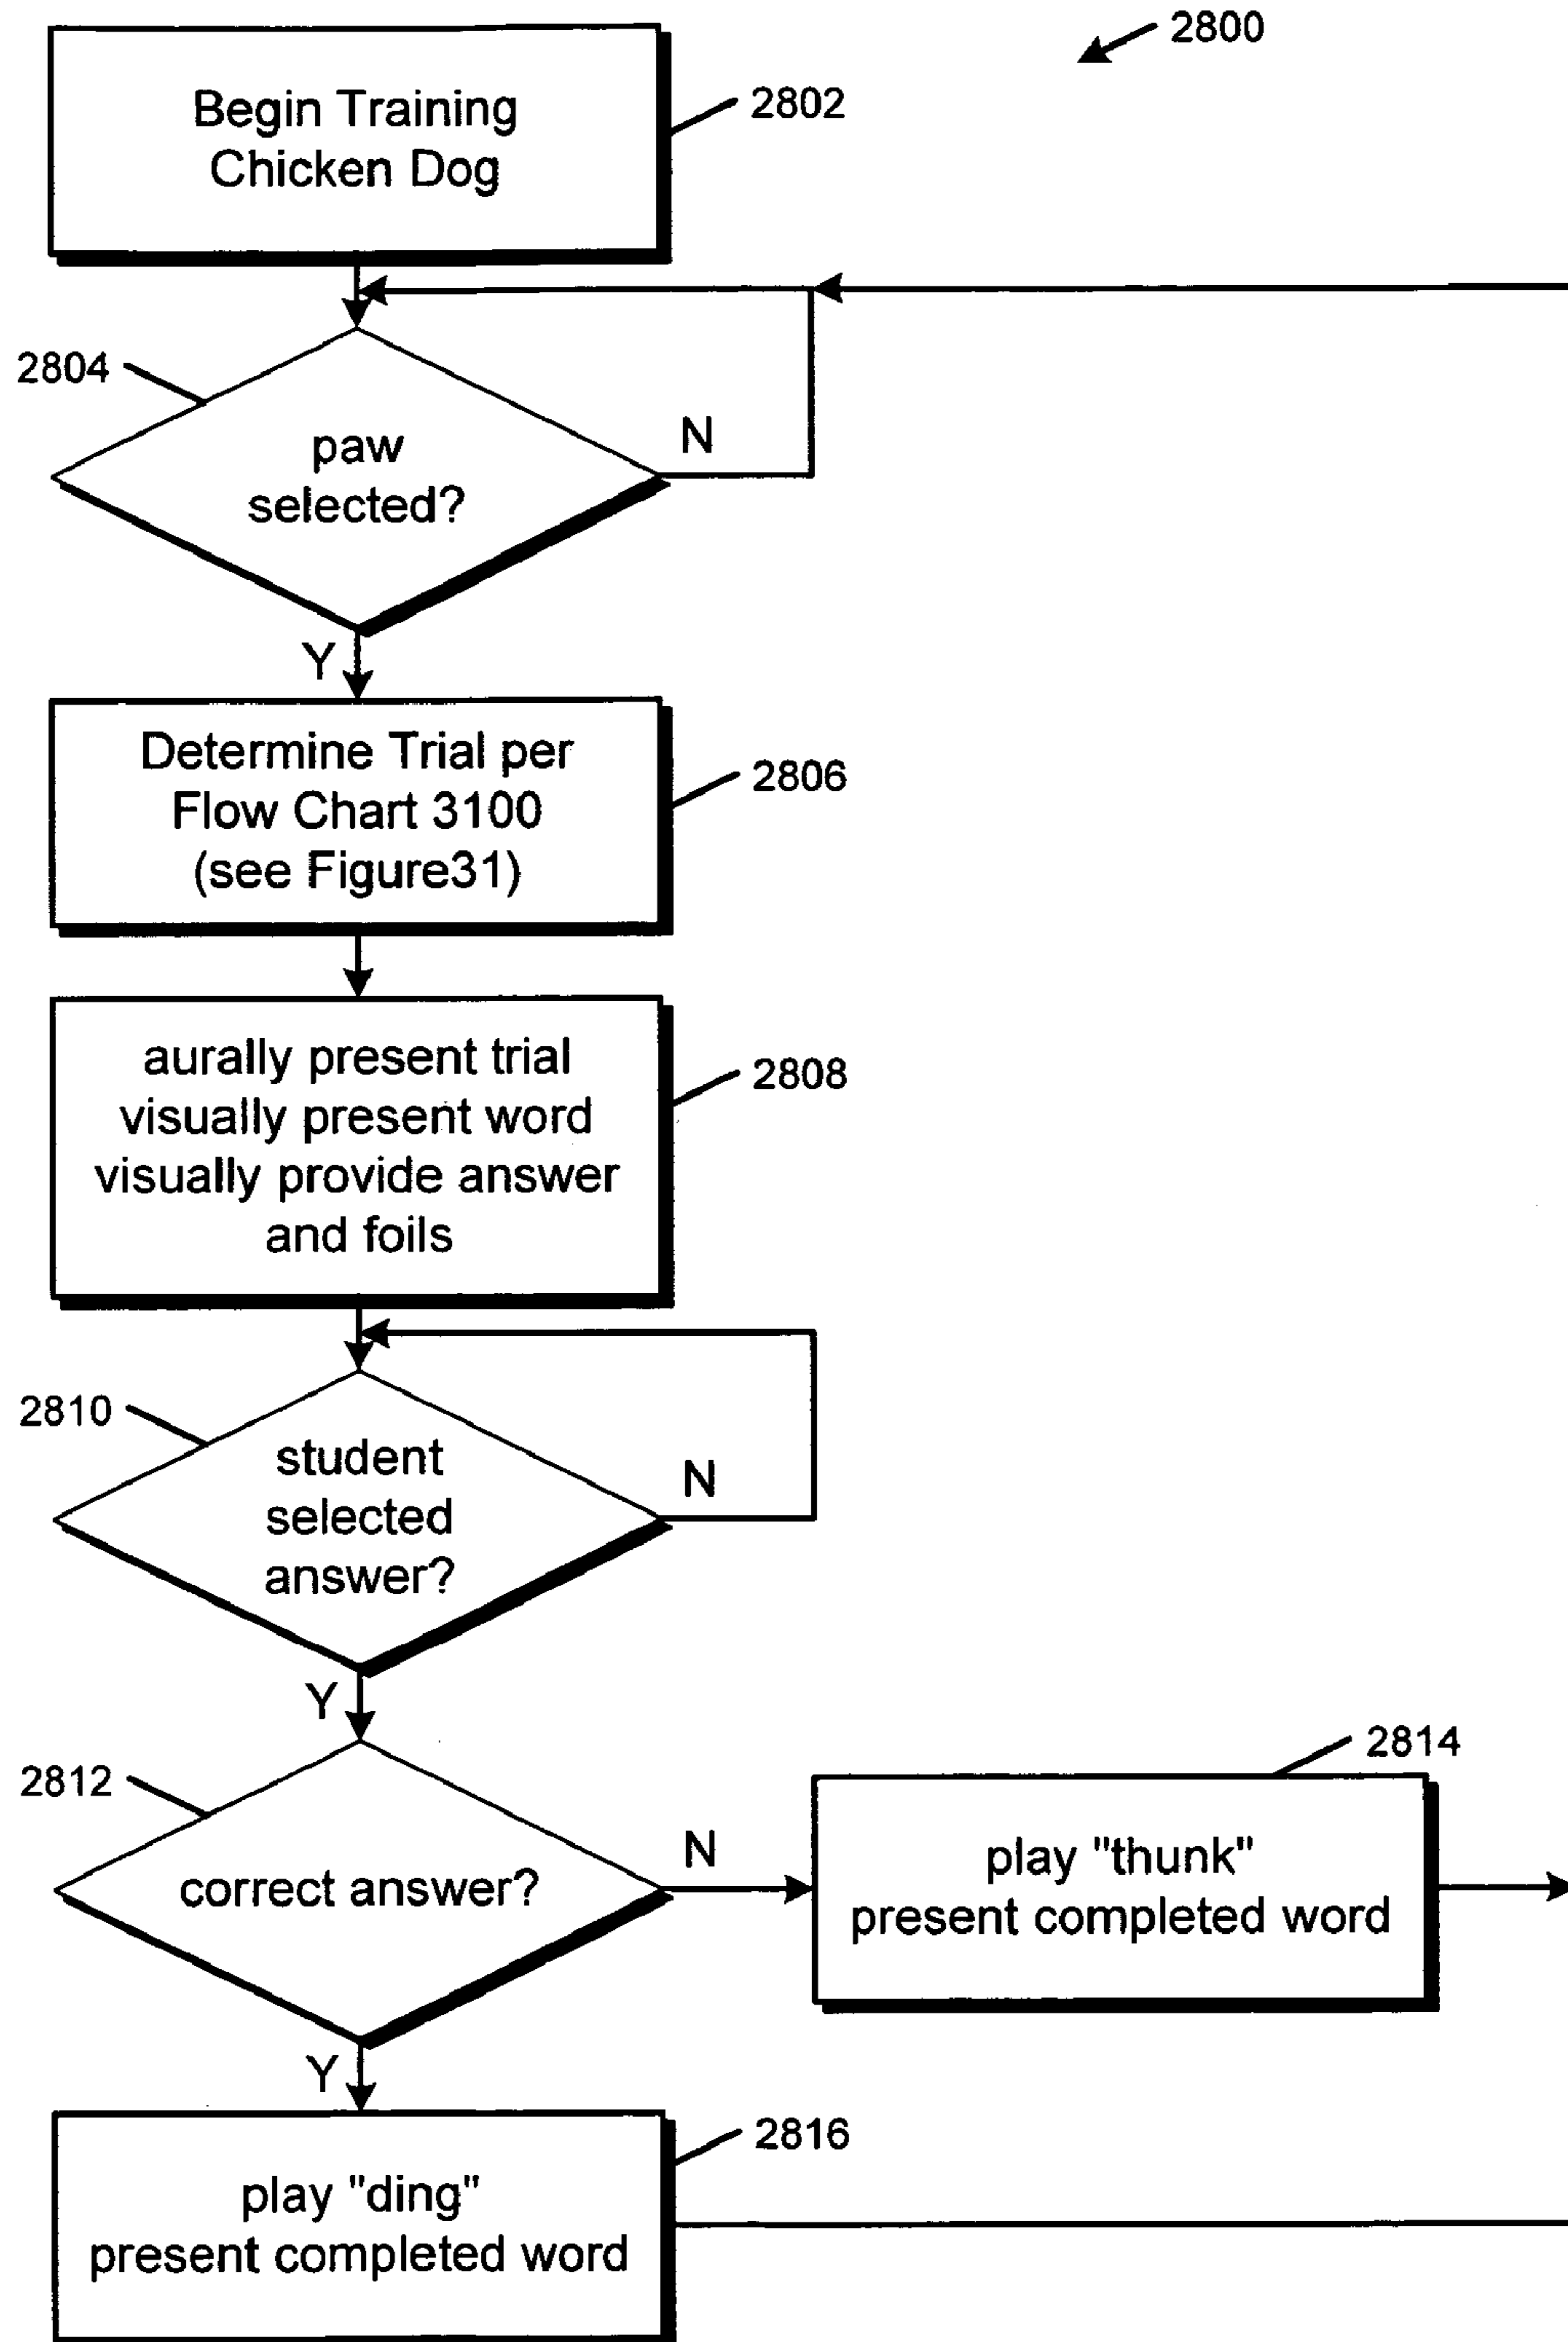 2800
Begin Training
Chicken Dog
2802
2804
paw
selected?
N
Y
Determine Trial per
Flow Chart 3100
(see Figure31)
2806
aurally present trial
visually present word
visually provide answer
and foils
2808
2810
student
selected
answer?
N
Y
2812
correct answer?
N
2814
play "thunk"
present completed word
Y
play "ding"
present completed word
2816